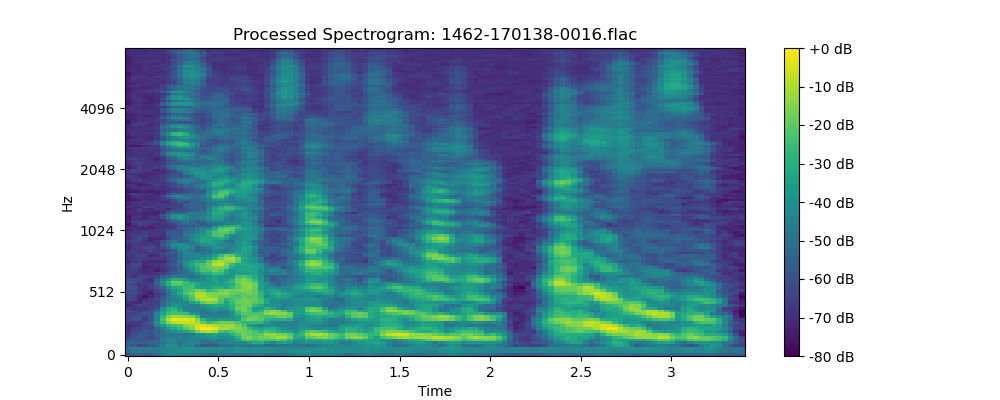 Processed Spectrogram: 1462-170138-0016.flac
Hz
4096
2048
1024
512
0
0
0.5
1
1.5
2
2.5
3
Time
+0 dB
-10 dB
-20 dB
-30 dB
-40 dB
-50 dB
-60 dB
-70 dB
-80 dB